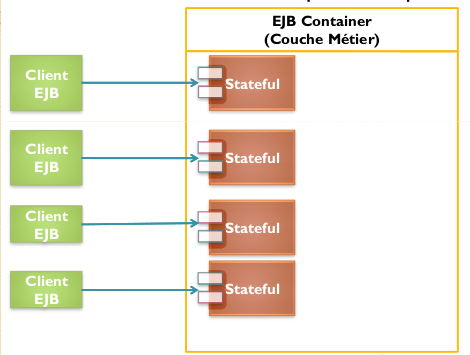 EJB Container
(Couche Métier)
Client
EJB
Stateful
Client
EJB
Stateful
Client
EJB
Stateful
Client
EJB
Stateful